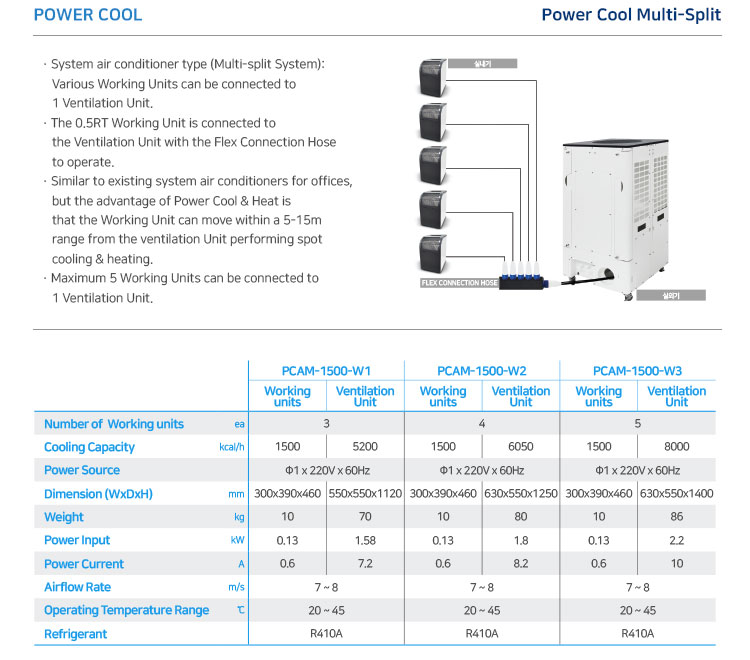 POWER COOL
Power Cool Multi-Split
· System air conditioner type (Multi-split System):
Various Working Units can be connected to
1 Ventilation Unit.
· The 0.5RT Working Unit is connected to
the Ventilation Unit with the Flex Connection Hose
to operate.
· Similar to existing system air conditioners for offices,
but the advantage of Power Cool & Heat is
that the Working Unit can move within a 5-15m
range from the ventilation Unit performing spot
cooling & heating.
· Maximum 5 Working Units can be connected to
1 Ventilation Unit.
실내기
FLEX CONNECTION HOSE
실외기
PCAM-1500-W1 PCAM-1500-W2 PCAM-1500-W3
Working units Ventilation Unit Working units Ventilation Unit Working units Ventilation Unit
Number of Working units ea 3 4 5
Cooling Capacity kcal/h 1500 5200 1500 6050 1500 8000
Power Source Φ1 x 220V x 60Hz Φ1 x 220V x 60Hz Φ1 x 220V x 60Hz
Dimension (WxDxH) mm 300x390x460 550x550x1120 300x390x460 630x550x1250 300x390x460 630x550x1400
Weight kg 10 70 10 80 10 86
Power Input kW 0.13 1.58 0.13 1.8 0.13 2.2
Power Current A 0.6 7.2 0.6 8.2 0.6 10
Airflow Rate m/s 7 ~ 8 7 ~ 8 7 ~ 8
Operating Temperature Range ℃ 20 ~ 45 20 ~ 45 20 ~ 45
Refrigerant R410A R410A R410A